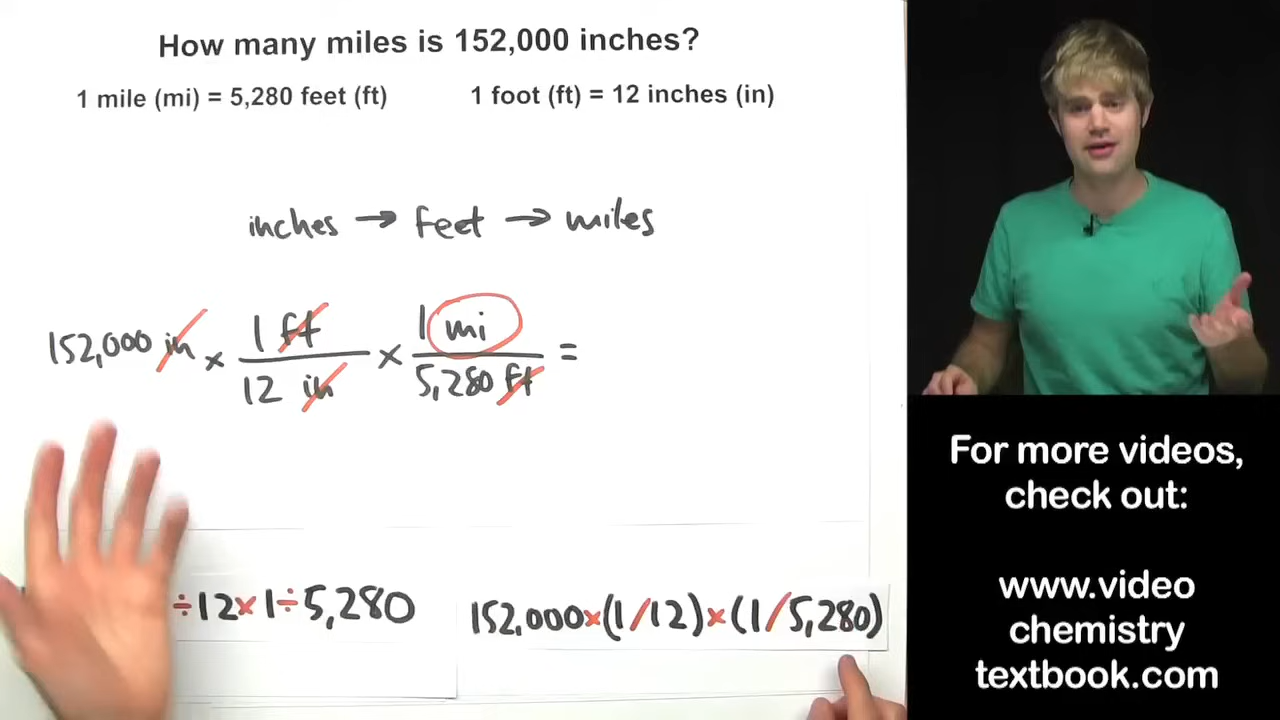 How many miles is 152,000 inches?
1 mile (mi) = 5,280 feet (ft)
1 foot (ft) = 12 inches (in)
inches → feet → miles
152,000 in × 1 ft / 12 in × 1 mi / 5,280 ft =
÷12×1÷5,280
152,000×(1/12)×(1/5,280)
For more videos,
check out:
www.video
chemistry
textbook.com